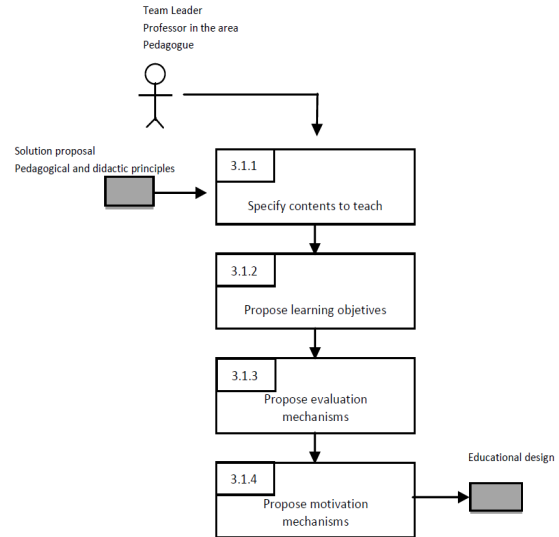 Team Leader
Professor in the area
Pedagogue
Solution proposal
Pedagogical and didactic principles
3.1.1
Specify contents to teach
3.1.2
Propose learning objetives
3.1.3
Propose evaluation
mechanisms
Educational design
3.1.4
Propose motivation
mechanisms